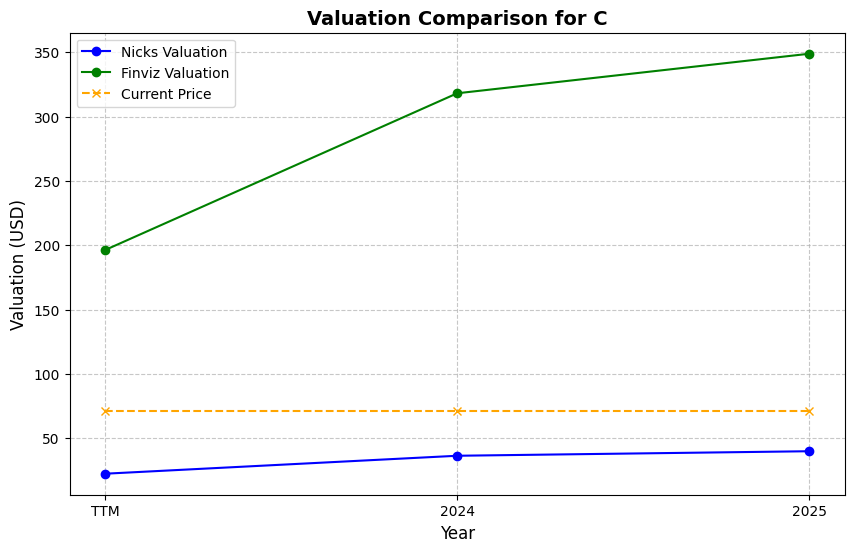 Valuation Comparison for C
Nicks Valuation
Finviz Valuation
Current Price
Valuation (USD)
350
300
250
200
150
100
50
TTM
2024
2025
Year